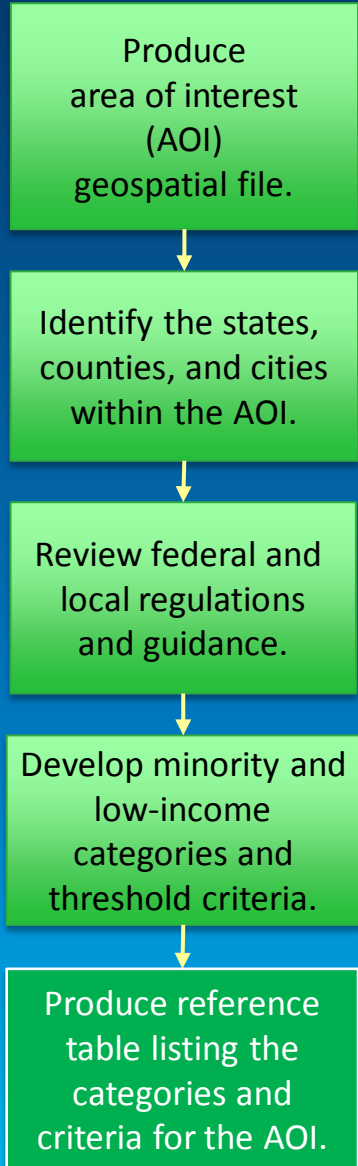 Produce
area of interest
(AOI)
geospatial file.
Identify the states,
counties, and cities
within the AOI.
Review federal and
local regulations
and guidance.
Develop minority and
low-income
categories and
threshold criteria.
Produce reference
table listing the
categories and
criteria for the AOI.